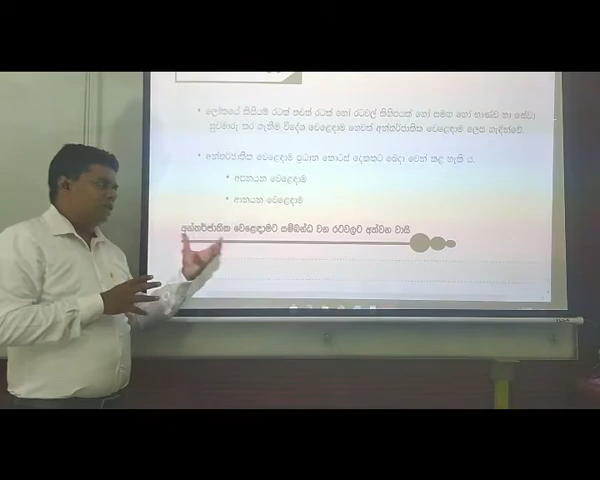 • ලෝකයේ කිසියම් රටක් තවත් රටක් හෝ රටවල් කිහිපයක් හෝ සමඟ හෝ භාණ්ඩ හා සේවා
හුවමාරු කර ගැනීම විදේශ වෙළෙඳාම හෙවත් අන්තර්ජාතික වෙළෙඳාම ලෙස හැඳින්වේ.
• අන්තර්ජාතික වෙළෙඳාම ප්‍රධාන කොටස් දෙකකට බෙදා වෙන් කළ හැකි ය.
• අපනයන වෙළෙඳාම
• ආනයන වෙළෙඳාම
අන්තර්ජාතික වෙළෙඳාමට සම්බන්ධ වන රටවලට අත්වන වාසි